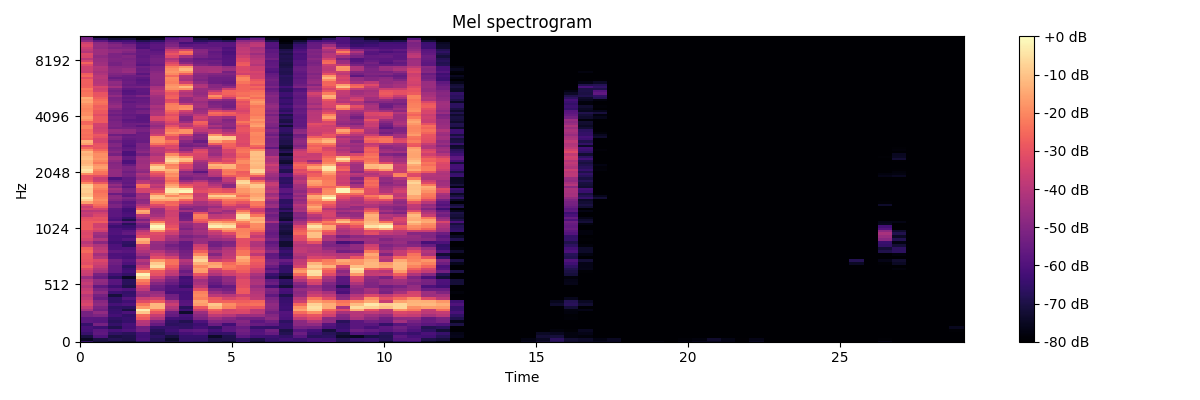 Mel spectrogram
Hz
8192
4096
2048
1024
512
0
0 5 10 15 20 25
Time
+0 dB
-10 dB
-20 dB
-30 dB
-40 dB
-50 dB
-60 dB
-70 dB
-80 dB